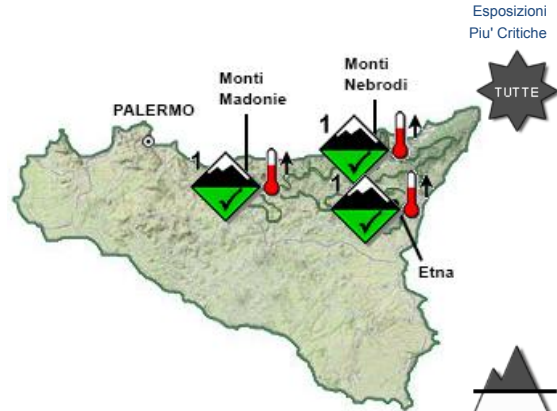 Esposizioni
Piu' Critiche
TUTTE
Monti
Nebrodi
Monti
Madonie
PALERMO
1
1
1
Etna